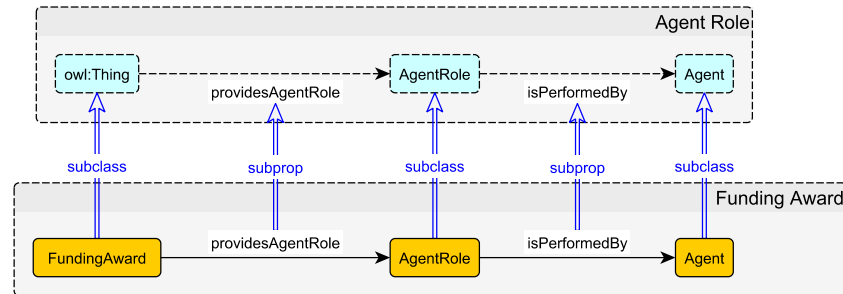 Agent Role
owl:Thing
AgentRole
Agent
providesAgentRole
isPerformedBy
subclass
subprop
subclass
subprop
subclass
Funding Award
providesAgentRole
isPerformedBy
FundingAward
AgentRole
Agent